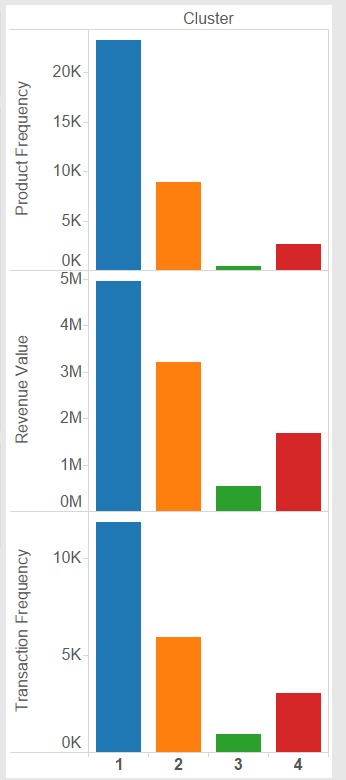 Cluster
Product Frequency
20K
15K
10K
5K
0K
Revenue Value
5M
4M
3M
2M
1M
0M
Transaction Frequency
10K
5K
0K
1 2 3 4